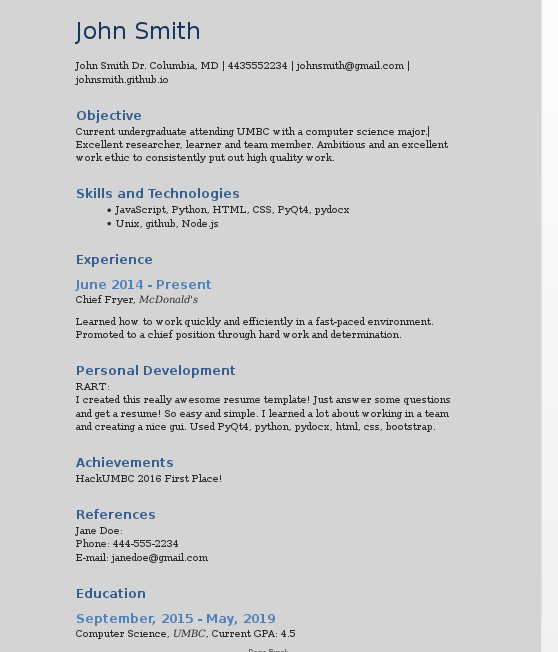 John Smith
John Smith Dr. Columbia, MD | 4435552234 | johnsmith@gmail.com |
johnsmith.github.io
Objective
Current undergraduate attending UMBC with a computer science major.
Excellent researcher, learner and team member. Ambitious and an excellent
work ethic to consistently put out high quality work.
Skills and Technologies
• JavaScript, Python, HTML, CSS, PyQt4, pydocx
• Unix, github, Node.js
Experience
June 2014 - Present
Chief Fryer, McDonald's
Learned how to work quickly and efficiently in a fast-paced environment.
Promoted to a chief position through hard work and determination.
Personal Development
RART:
I created this really awesome resume template! Just answer some questions
and get a resume! So easy and simple. I learned a lot about working in a team
and creating a nice gui. Used PyQt4, python, pydocx, html, css, bootstrap.
Achievements
HackUMBC 2016 First Place!
References
Jane Doe:
Phone: 444-555-2234
E-mail: janedoe@gmail.com
Education
September, 2015 - May, 2019
Computer Science, UMBC, Current GPA: 4.5